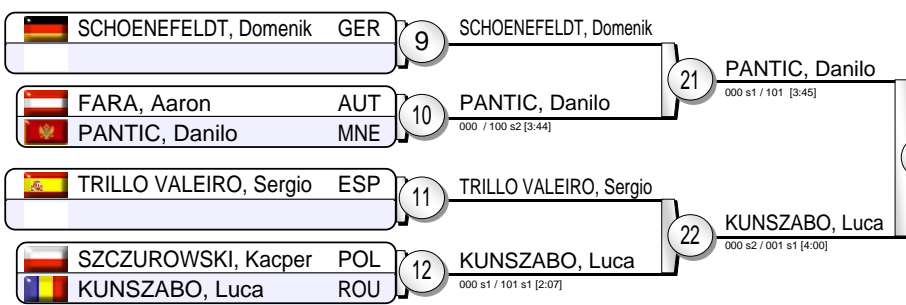 SCHOENEFELDT, Domenik GER
9
SCHOENEFELDT, Domenik
FARA, Aaron AUT
PANTIC, Danilo MNE
10
PANTIC, Danilo
000 / 100 s2 [3:44]
21
PANTIC, Danilo
000 s1 / 101 [3:45]
TRILLO VALEIRO, Sergio ESP
11
TRILLO VALEIRO, Sergio
SZCZUROWSKI, Kacper POL
KUNSZABO, Luca ROU
12
KUNSZABO, Luca
000 s1 / 101 s1 [2:07]
22
KUNSZABO, Luca
000 s2 / 001 s1 [4:00]